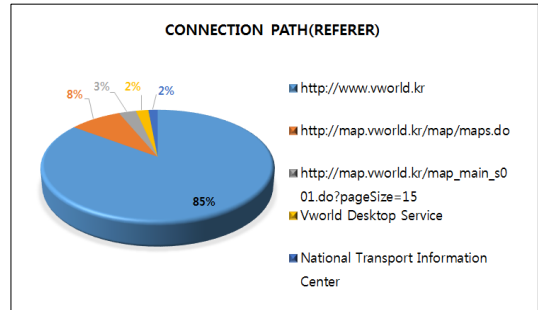 CONNECTION PATH(REFERER)
3%
2%
2%
8%
85%
http://www.vworld.kr
http://map.vworld.kr/map/maps.do
http://map.vworld.kr/map_main_s0
01.do?pageSize=15
Vworld Desktop Service
National Transport Information
Center